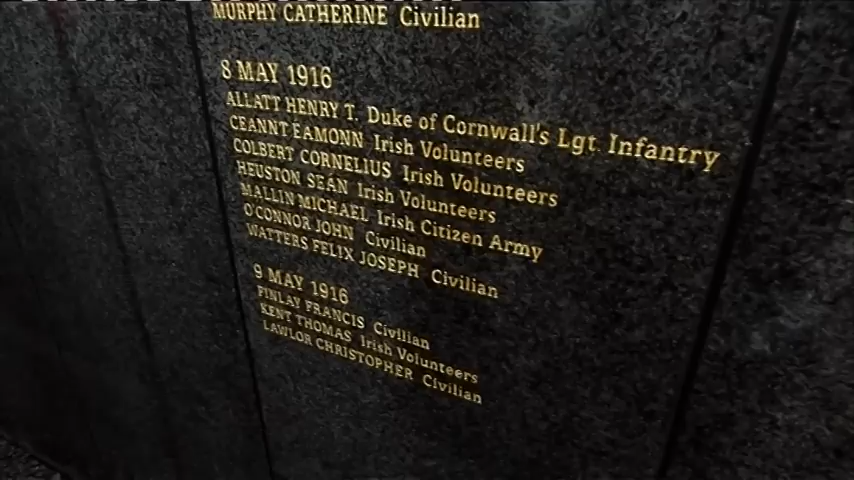 MURPHY CATHERINE Civilian
8 MAY 1916
ALLATT HENRY T. Duke of Cornwall's Lgt. Infantry
CEANNT ÉAMONN Irish Volunteers
COLBERT CORNELIUS Irish Volunteers
HEUSTON SEÁN Irish Volunteers
MALLIN MICHAEL Irish Citizen Army
O'CONNOR JOHN Civilian
WATTERS FELIX JOSEPH Civilian
9 MAY 1916
FINLAY FRANCIS Civilian
KENT THOMAS Irish Volunteers
LAWLOR CHRISTOPHER Civilian